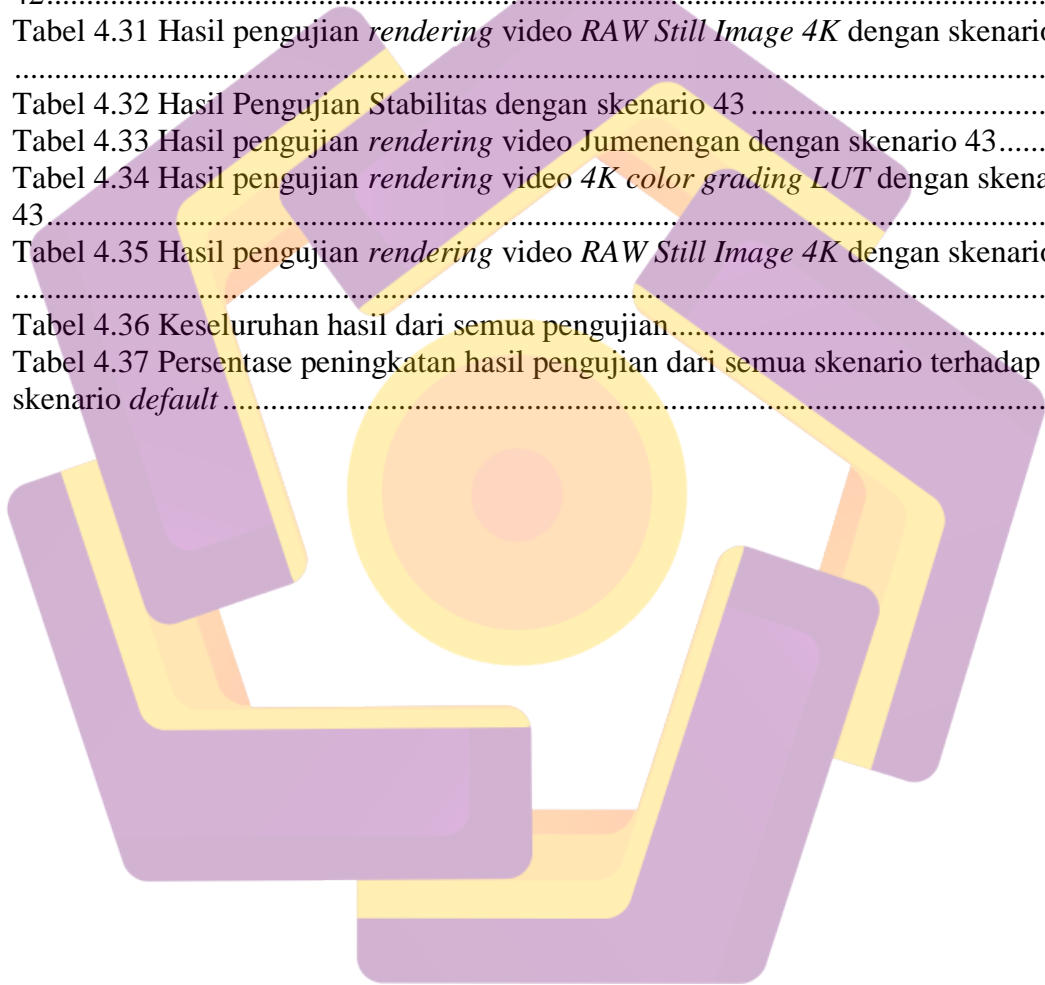 Tabel 4.31 Hasil pengujian rendering video RAW Still Image 4K dengan skenario
....................................................................................................
Tabel 4.32 Hasil Pengujian Stabilitas dengan skenario 43 ....................................
Tabel 4.33 Hasil pengujian rendering video Jumenengan dengan skenario 43......
Tabel 4.34 Hasil pengujian rendering video 4K color grading LUT dengan
43....................................................................................................
Tabel 4.35 Hasil pengujian rendering video RAW Still Image 4K dengan skenario
....................................................................................................
Tabel 4.36 Keseluruhan hasil dari semua pengujian..............................................
Tabel 4.37 Persentase peningkatan hasil pengujian dari semua skenario terhadap
skenario default ....................................................................................